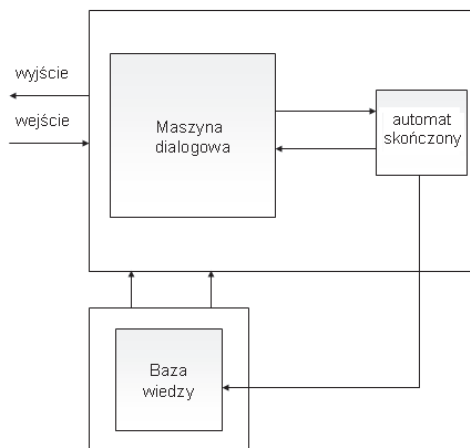 wyjście
wejście
Maszyna
dialogowa
automat
skończony
Baza
wiedzy